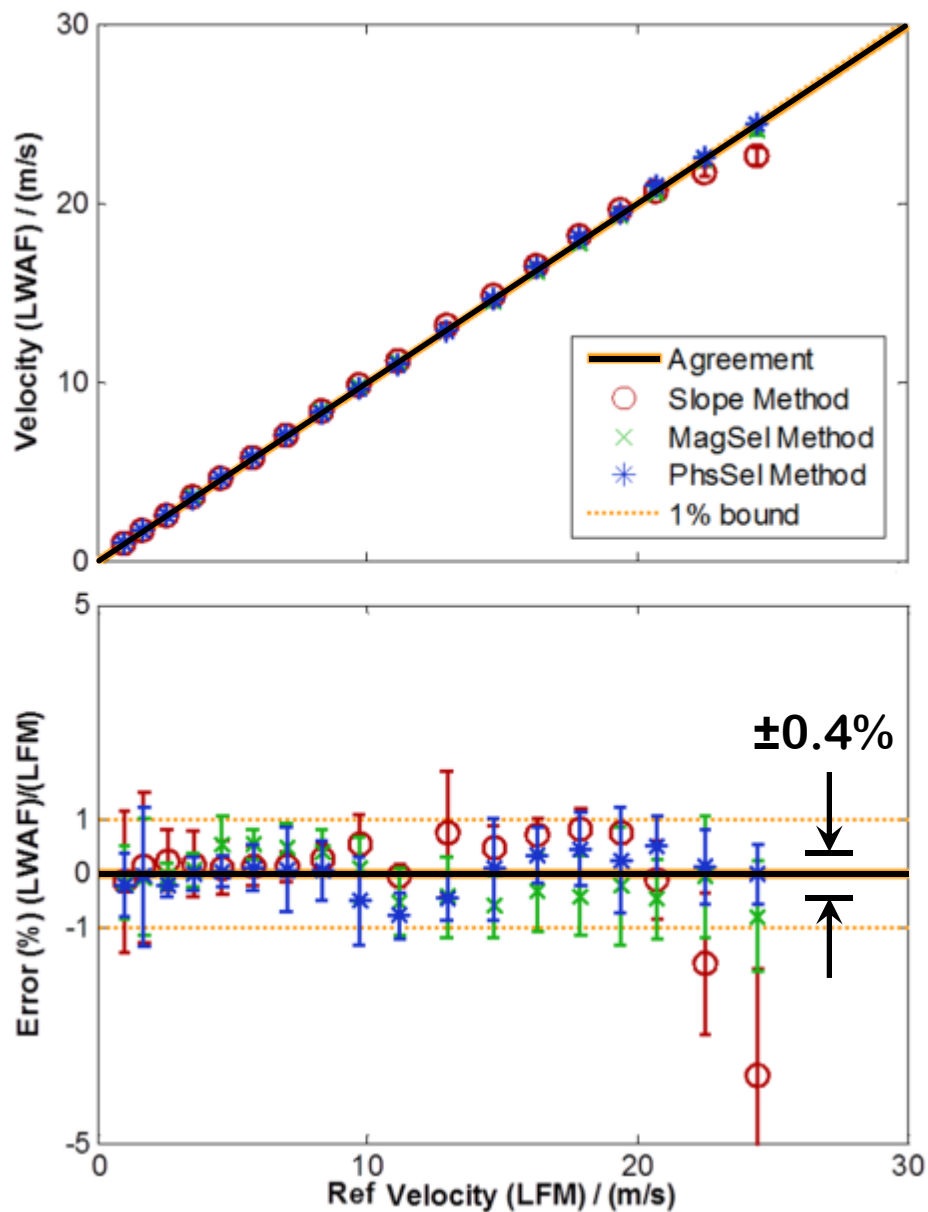 30
20
10
0
Velocity (LWAF) / (m/s)
Agreement
Slope Method
MagSel Method
PhsSel Method
1% bound
5
1
0
-1
-5
Error (%) (LWAF)/(LFM)
±0.4%
0
10
20
30
Ref Velocity (LFM) / (m/s)